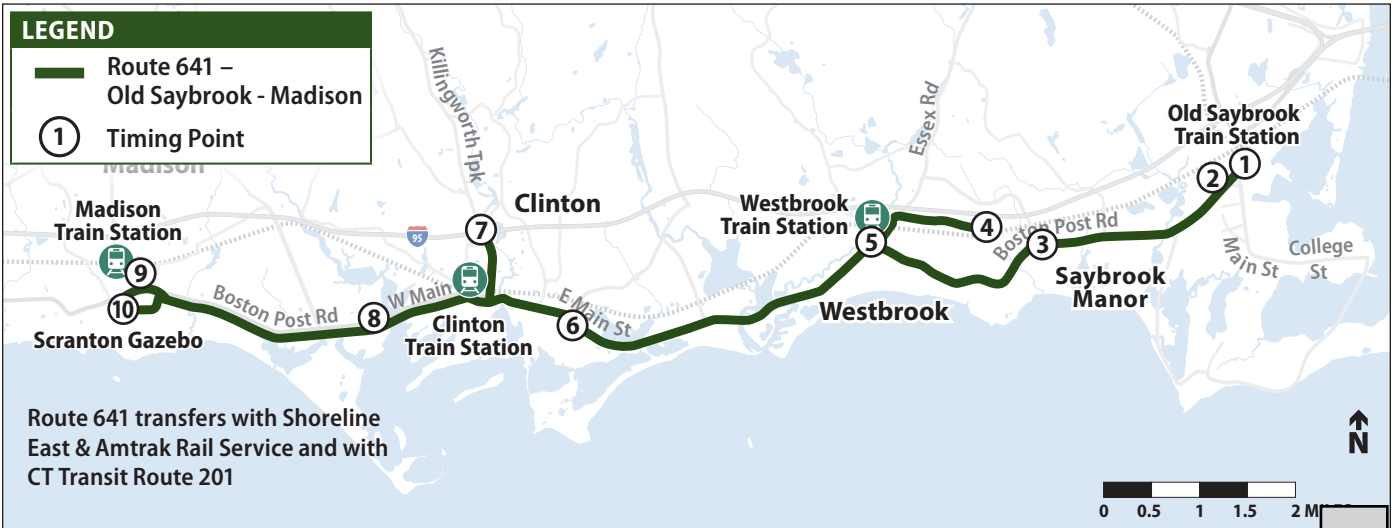 LEGEND
Route 641 –
Old Saybrook - Madison
1
Timing Point
Madison
Killingworth Tpk
Essex Rd
Old Saybrook
Train Station
1
2
Madison
Train Station
9
10
Scranton Gazebo
Boston Post Rd
8
W Main
95
7
Clinton
Clinton
Train Station
E Main St
6
Westbrook
Train Station
5
4
Westbrook
Boston Post Rd
3
Saybrook
Manor
Main St
College
St
Route 641 transfers with Shoreline
East & Amtrak Rail Service and with
CT Transit Route 201
N
0 0.5 1 1.5 2